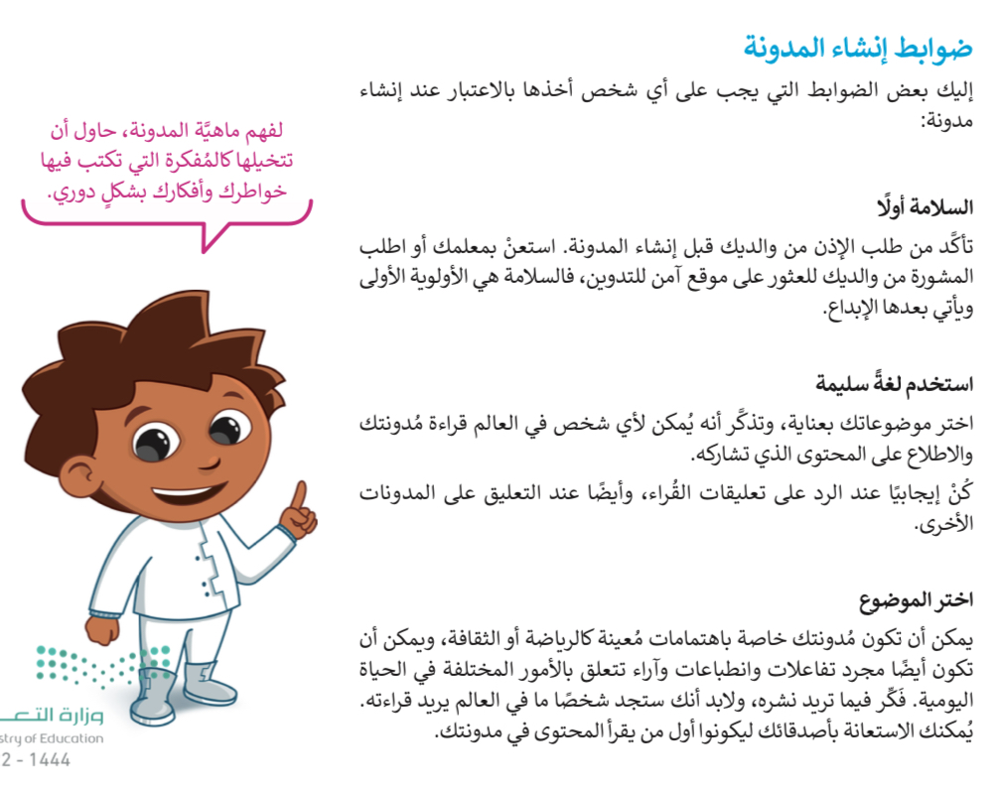 ضوابط إنشاء المدونة
إليك بعض الضوابط التي يجب على أي شخص أخذها بالاعتبار عند إنشاء
مدونة:
لفهم ماهيَّة المدونة، حاول أن
تتخيلها كالمُفكرة التي تكتب فيها
خواطرك وأفكارك بشكلٍ دوري.
السلامة أولًا
تأكَّد من طلب الإذن من والديك قبل إنشاء المدونة. استعنْ بمعلمك أو اطلب
المشورة من والديك للعثور على موقع آمن للتدوين، فالسلامة هي الأولوية الأولى
ويأتي بعدها الإبداع.
استخدم لغةً سليمة
اختر موضوعاتك بعناية، وتذكَّر أنه يُمكن لأي شخص في العالم قراءة مُدونتك
والاطلاع على المحتوى الذي تشاركه.
كُنْ إيجابيًا عند الرد على تعليقات القُراء، وأيضًا عند التعليق على المدونات
الأخرى.
اختر الموضوع
يمكن أن تكون مُدونتك خاصة باهتمامات مُعينة كالرياضة أو الثقافة، ويمكن أن
تكون أيضًا مجرد تفاعلات وانطباعات وآراء تتعلق بالأمور المختلفة في الحياة
اليومية. فَكِّر فيما تريد نشره، ولابد أنك ستجد شخصًا ما في العالم يريد قراءته.
يُمكنك الاستعانة بأصدقائك ليكونوا أول من يقرأ المحتوى في مدونتك.
وزارة التعـ
stry of Education
2 - 1444